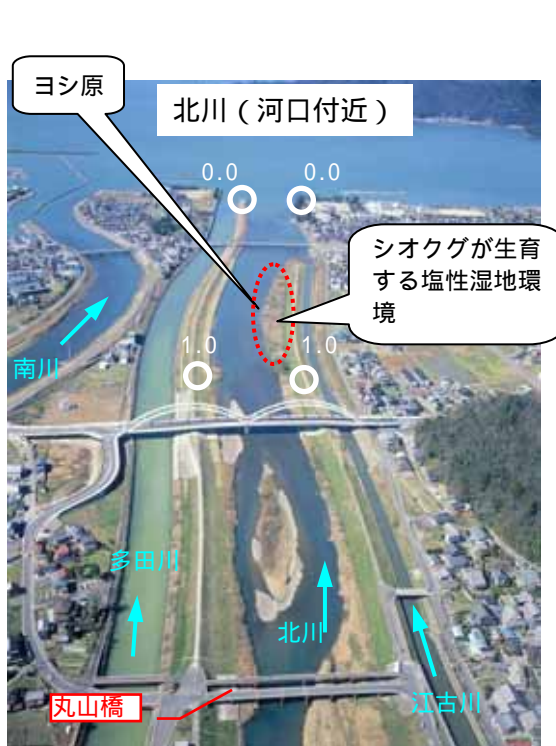 ヨシ原
北川（河口付近）
0.0
0.0
シオクグが生育
する塩性湿地環
境
南川
1.0
1.0
多田川
北川
丸山橋
江古川